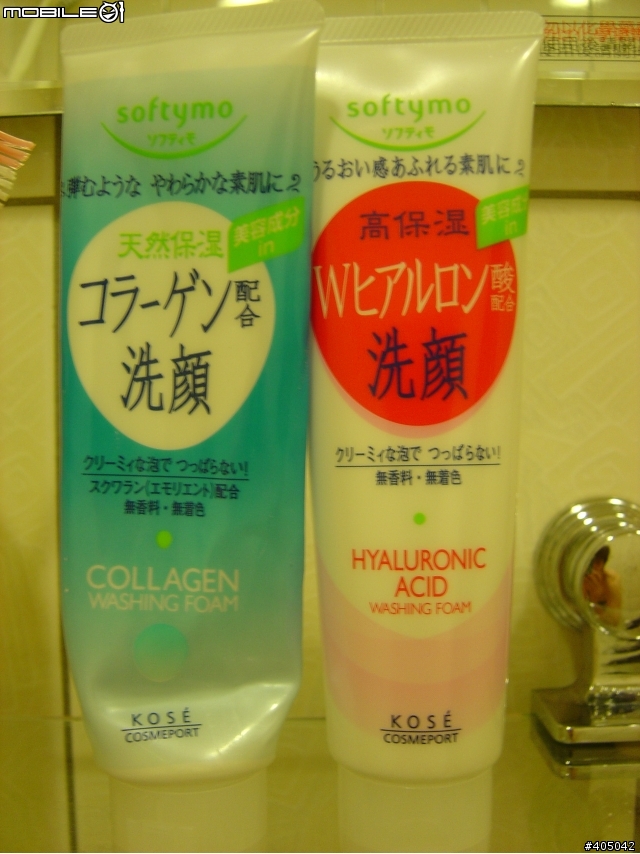 MOBILE01
softymo
ソフティモ
弾むような やわらかな素肌に
美容成分
in
天然保湿
コラーゲン配合
洗顔
クリーミィな泡で つっぱらない!
スクワラン(エモリエント)配合
無香料・無着色
COLLAGEN
WASHING FOAM
KOSÉ
COSMEPORT
softymo
ソフティモ
うるおい感あふれる素肌に
美容成分
in
高保湿
Wヒアルロン酸配合
洗顔
クリーミィな泡で つっぱらない!
無香料・無着色
HYALURONIC
ACID
WASHING FOAM
KOSÉ
COSMEPORT
#405042